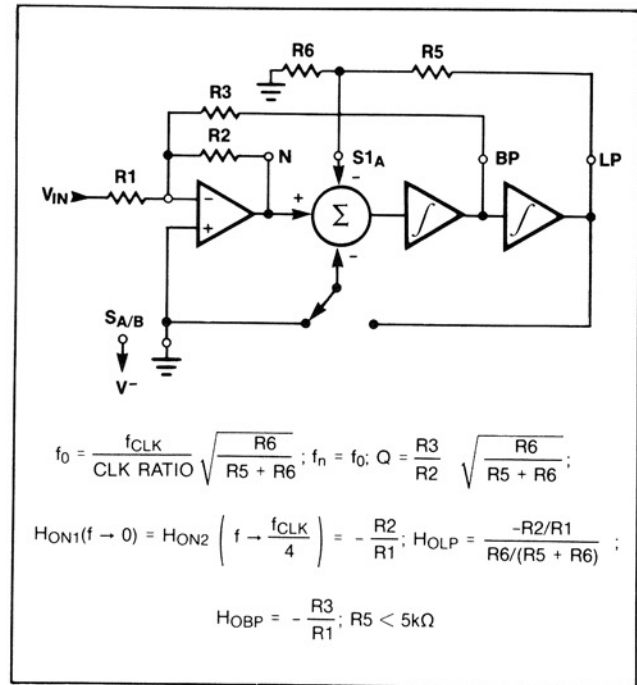 R6 R5
R3
R2 N S1A BP LP
VIN R1
− + + − Σ ∫ ∫
−
SA/B
V−
f0 = fCLK / CLK RATIO √(R6 / (R5 + R6)) ; fn = f0; Q = R3 / R2 √(R6 / (R5 + R6)) ;
HON1(f → 0) = HON2 (f → fCLK / 4) = − R2 / R1 ; HOLP = −R2/R1 / R6/(R5 + R6) ;
HOBP = − R3 / R1 ; R5 < 5kΩ